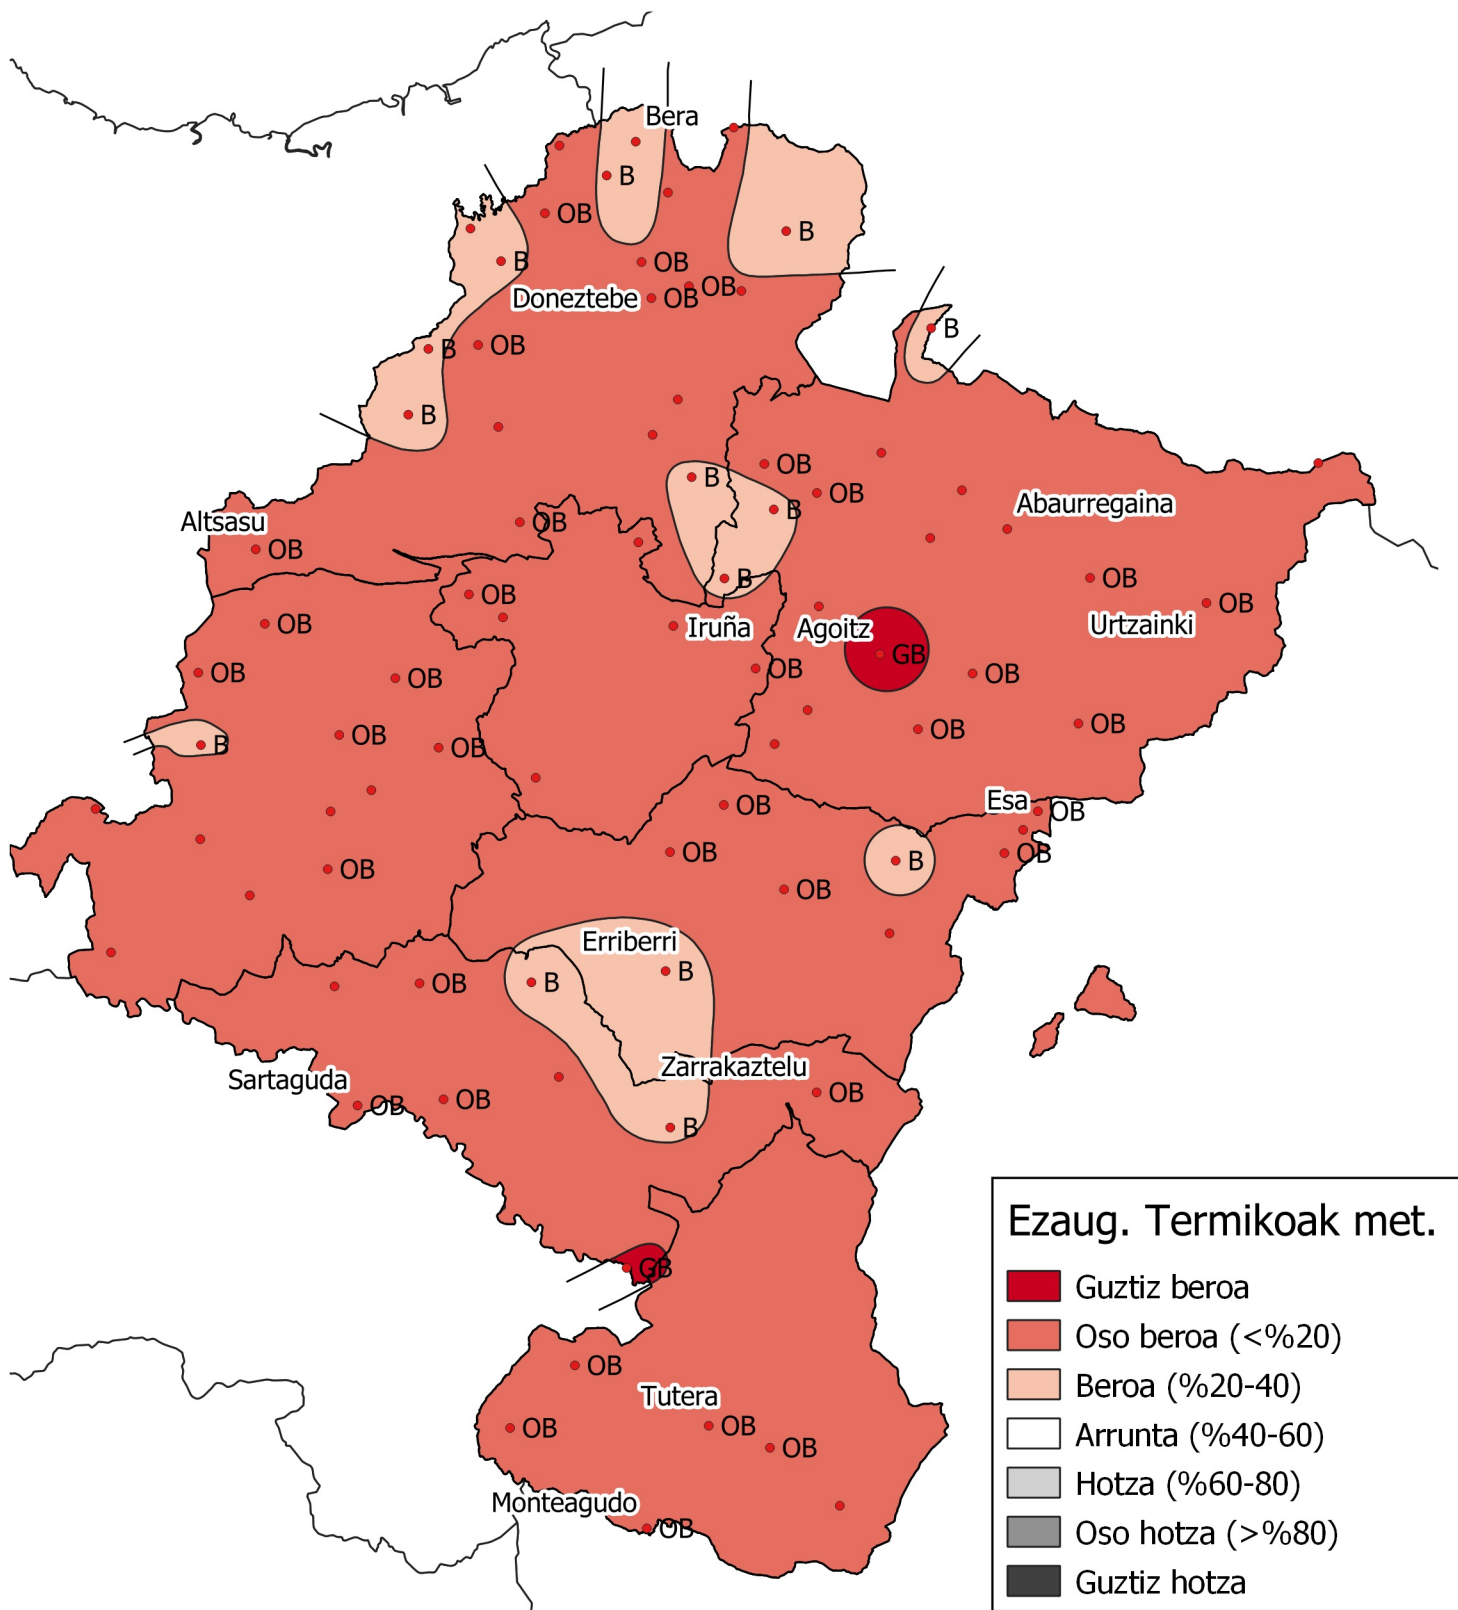 Bera
B
OB
B
B
OB
OB
Doneztebe
OB
B
B
OB
B
OB
B
OB
B
Abaurregaina
Altsasu
OB
OB
B
OB
OB
OB
OB
Iruña
Agoitz
Urtzainki
GB
OB
OB
OB
OB
OB
OB
OB
B
OB
Esa
OB
OB
OB
OB
B
OB
OB
Erriberri
B
B
OB
Zarrakaztelu
Sartaguda
OB
OB
OB
B
GB
OB
Tutera
OB
OB
OB
Monteagudo
OB
Ezaug. Termikoak met.
Guztiz beroa
Oso beroa (<%20)
Beroa (%20-40)
Arrunta (%40-60)
Hotza (%60-80)
Oso hotza (>%80)
Guztiz hotza